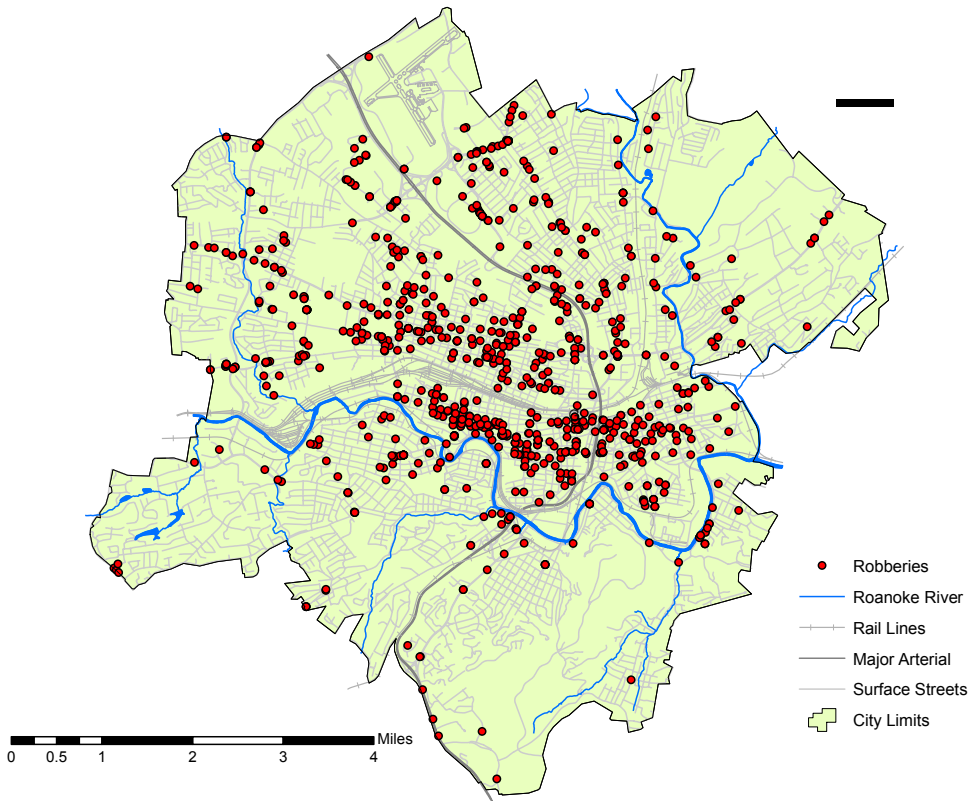 Robberies
Roanoke River
Rail Lines
Major Arterial
Surface Streets
City Limits
Miles
0 0.5 1 2 3 4